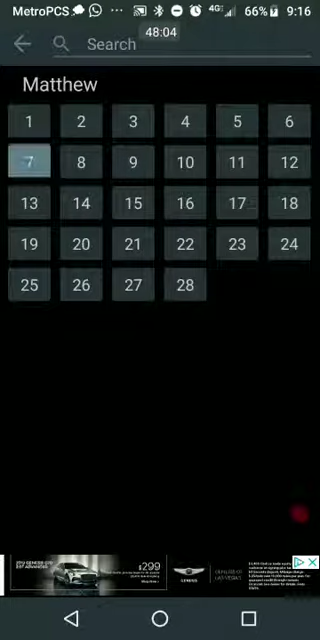 MetroPCS ... 4G 66% 9:16
48:04
Search
Matthew
1 2 3 4 5 6
7 8 9 10 11 12
13 14 15 16 17 18
19 20 21 22 23 24
25 26 27 28
$299
GENESIS